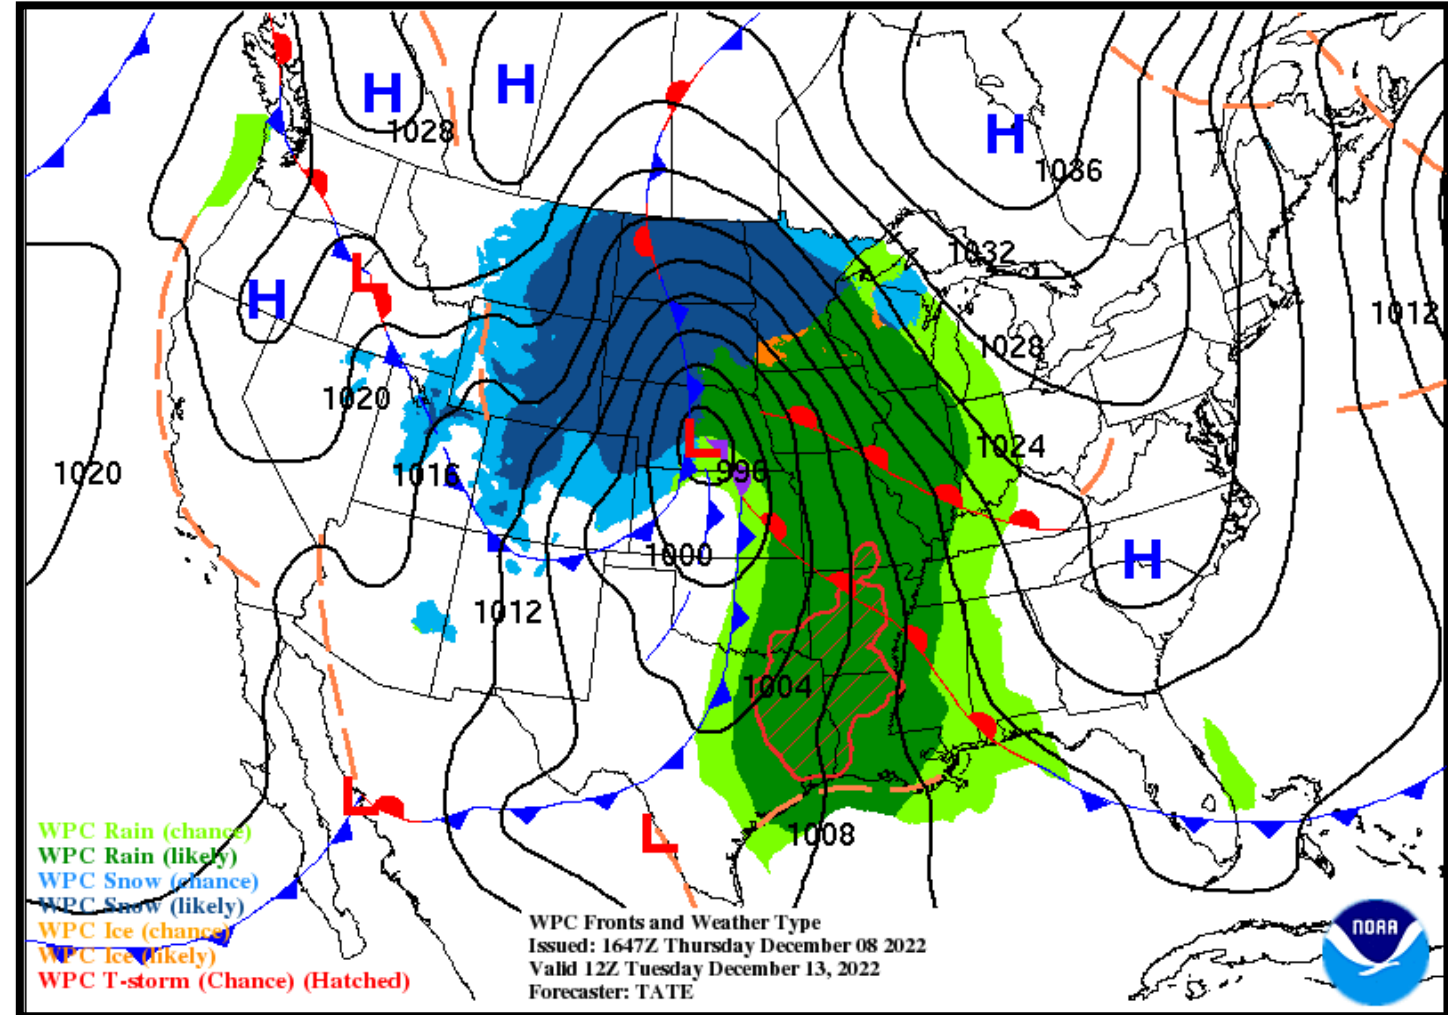 H
H
1028
H
1036
1032
L
H
1012
1028
1020
L
1024
1020
1016
996
1000
H
1012
1004
L
L
1008
WPC Rain (chance)
WPC Rain (likely)
WPC Snow (chance)
WPC Snow (likely)
WPC Ice (chance)
WPC Ice (likely)
WPC T-storm (Chance) (Hatched)
WPC Fronts and Weather Type
Issued: 1647Z Thursday December 08 2022
Valid 12Z Tuesday December 13, 2022
Forecaster: TATE
NOAA